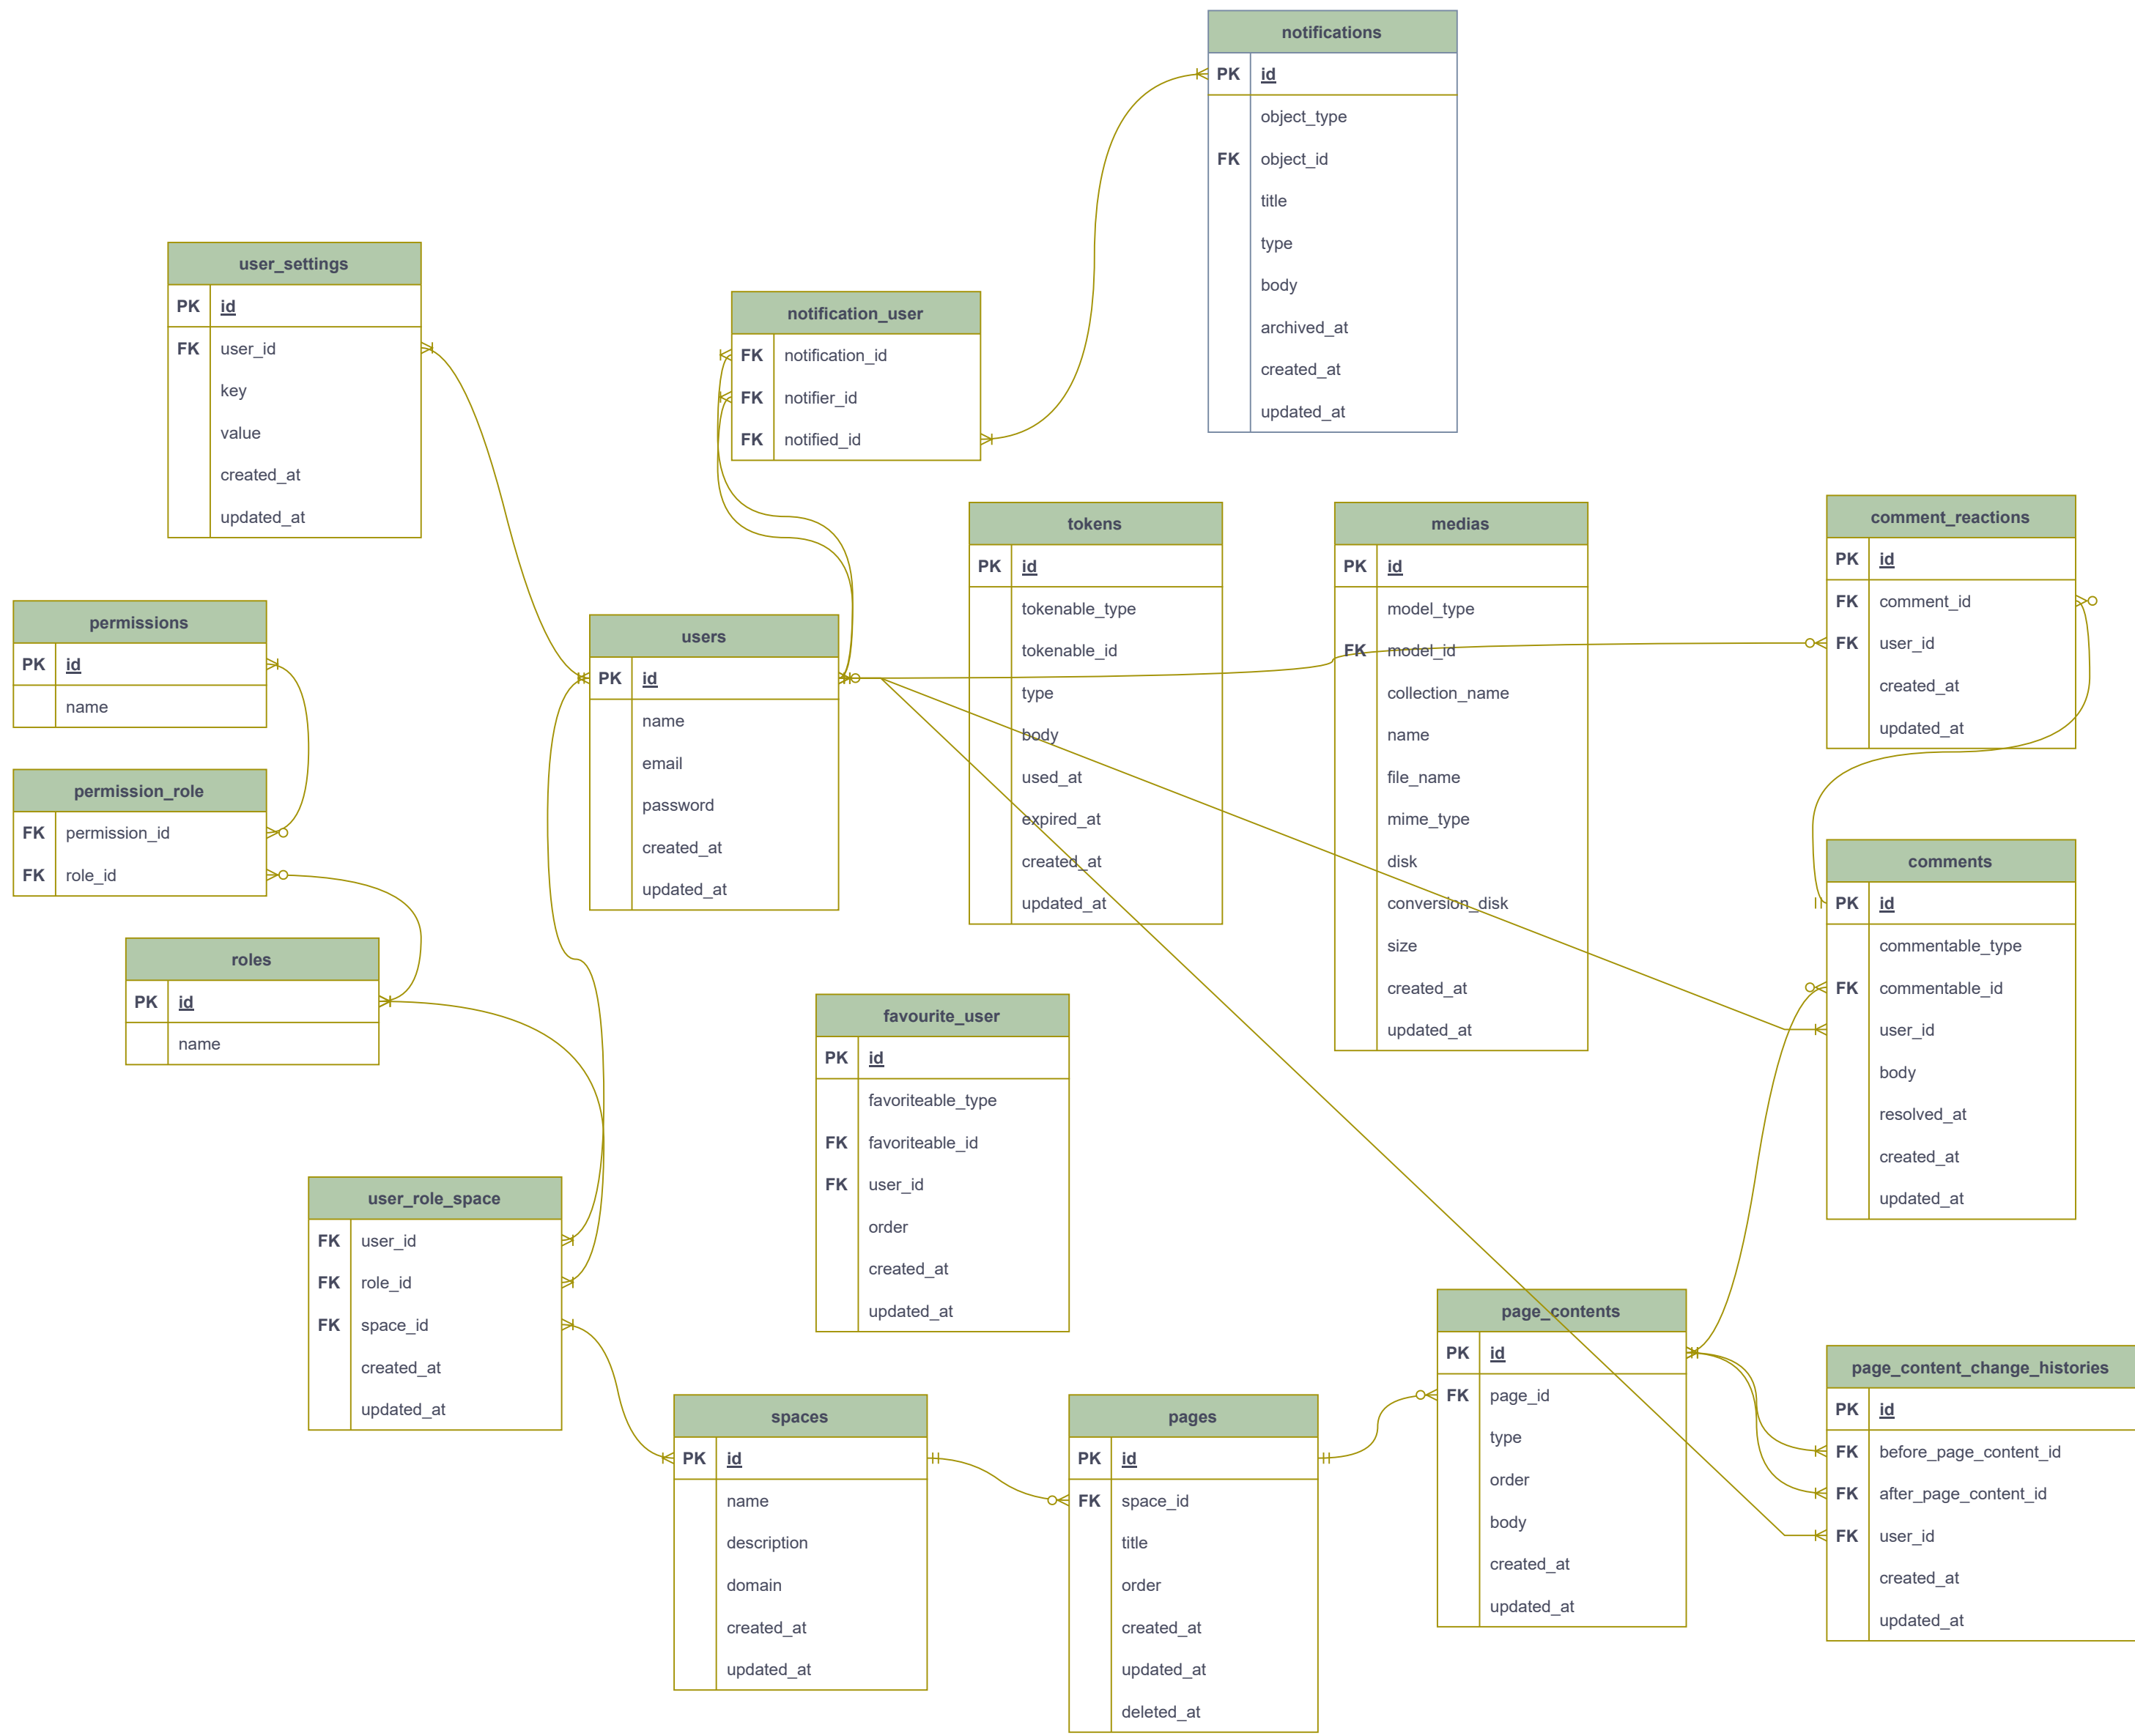 notifications
PK id
object_type
FK object_id
title
type
body
archived_at
created_at
updated_at
user_settings
PK id
FK user_id
key
value
created_at
updated_at
notification_user
FK notification_id
FK notifier_id
FK notified_id
tokens
PK id
tokenable_type
tokenable_id
type
body
used_at
expired_at
created_at
updated_at
medias
PK id
model_type
FK model_id
collection_name
name
file_name
mime_type
disk
conversion_disk
size
created_at
updated_at
comment_reactions
PK id
FK comment_id
FK user_id
created_at
updated_at
permissions
PK id
name
users
PK id
name
email
password
created_at
updated_at
permission_role
FK permission_id
FK role_id
comments
PK id
commentable_type
FK commentable_id
user_id
body
resolved_at
created_at
updated_at
roles
PK id
name
favourite_user
PK id
favoriteable_type
FK favoriteable_id
FK user_id
order
created_at
updated_at
user_role_space
FK user_id
FK role_id
FK space_id
created_at
updated_at
page_contents
PK id
FK page_id
type
order
body
created_at
updated_at
page_content_change_histories
PK id
FK before_page_content_id
FK after_page_content_id
FK user_id
created_at
updated_at
spaces
PK id
name
description
domain
created_at
updated_at
pages
PK id
FK space_id
title
order
created_at
updated_at
deleted_at